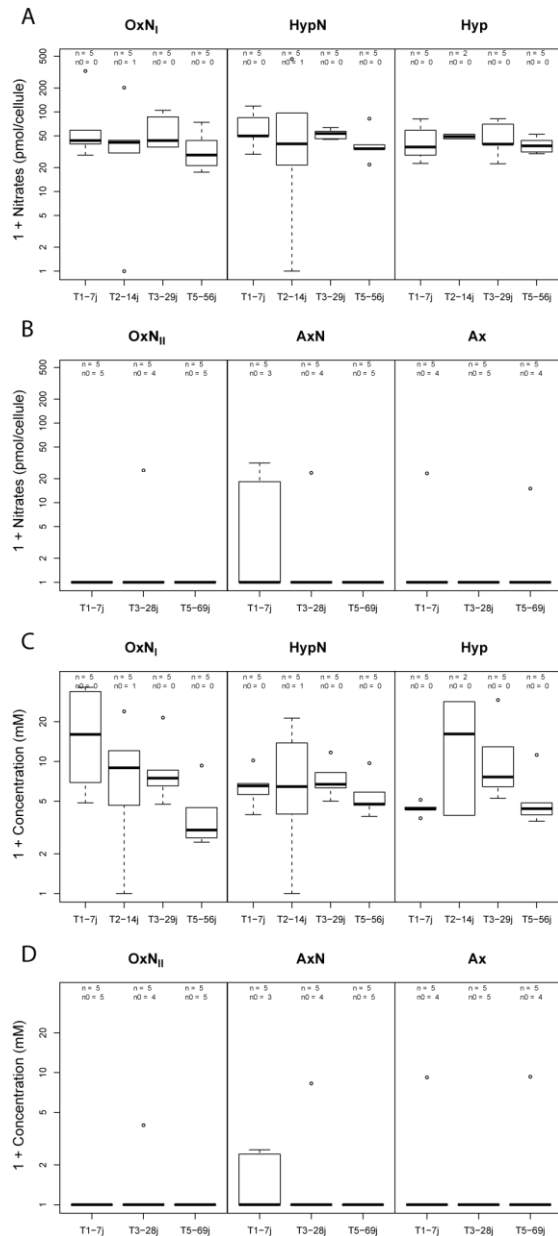 A
OxNI HypN Hyp
n = 5 n = 5 n = 5 n = 5 n = 5 n = 5 n = 5 n = 5 n = 5 n = 2 n = 5 n = 5
n0 = 0 n0 = 1 n0 = 0 n0 = 0 n0 = 0 n0 = 1 n0 = 0 n0 = 0 n0 = 0 n0 = 0 n0 = 0 n0 = 0
1 + Nitrates (pmol/cellule)
500
200
100
50
20
10
5
2
1
T1−7j T2−14j T3−29j T5−56j T1−7j T2−14j T3−29j T5−56j T1−7j T2−14j T3−29j T5−56j
B
OxNII AxN Ax
n = 5 n = 5 n = 5 n = 5 n = 5 n = 5 n = 5 n = 5 n = 5
n0 = 5 n0 = 4 n0 = 5 n0 = 3 n0 = 4 n0 = 5 n0 = 4 n0 = 5 n0 = 4
1 + Nitrates (pmol/cellule)
500
200
100
50
20
10
5
2
1
T1−7j T3−28j T5−69j T1−7j T3−28j T5−69j T1−7j T3−28j T5−69j
C
OxNI HypN Hyp
n = 5 n = 5 n = 5 n = 5 n = 5 n = 5 n = 5 n = 5 n = 5 n = 2 n = 5 n = 5
n0 = 0 n0 = 1 n0 = 0 n0 = 0 n0 = 0 n0 = 1 n0 = 0 n0 = 0 n0 = 0 n0 = 0 n0 = 0 n0 = 0
1 + Concentration (mM)
20
10
5
2
1
T1−7j T2−14j T3−29j T5−56j T1−7j T2−14j T3−29j T5−56j T1−7j T2−14j T3−29j T5−56j
D
OxNII AxN Ax
n = 5 n = 5 n = 5 n = 5 n = 5 n = 5 n = 5 n = 5 n = 5
n0 = 5 n0 = 4 n0 = 5 n0 = 3 n0 = 4 n0 = 5 n0 = 4 n0 = 5 n0 = 4
1 + Concentration (mM)
20
10
5
2
1
T1−7j T3−28j T5−69j T1−7j T3−28j T5−69j T1−7j T3−28j T5−69j